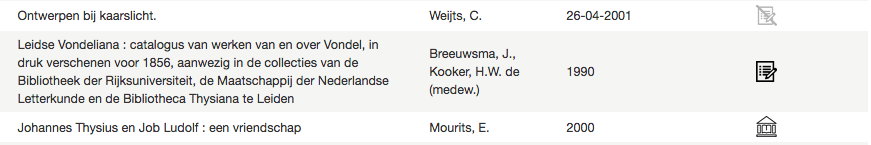 Ontwerpen bij kaarslicht. Weijts, C. 26-04-2001
Leidse Vondeliana : catalogus van werken van en over Vondel, in
druk verschenen voor 1856, aanwezig in de collecties van de
Bibliotheek der Rijksuniversiteit, de Maatschappij der Nederlandse
Letterkunde en de Bibliotheca Thysiana te Leiden
Breeuwsma, J.,
Kooker, H.W. de
(medew.)
1990
Johannes Thysius en Job Ludolf : een vriendschap Mourits, E. 2000